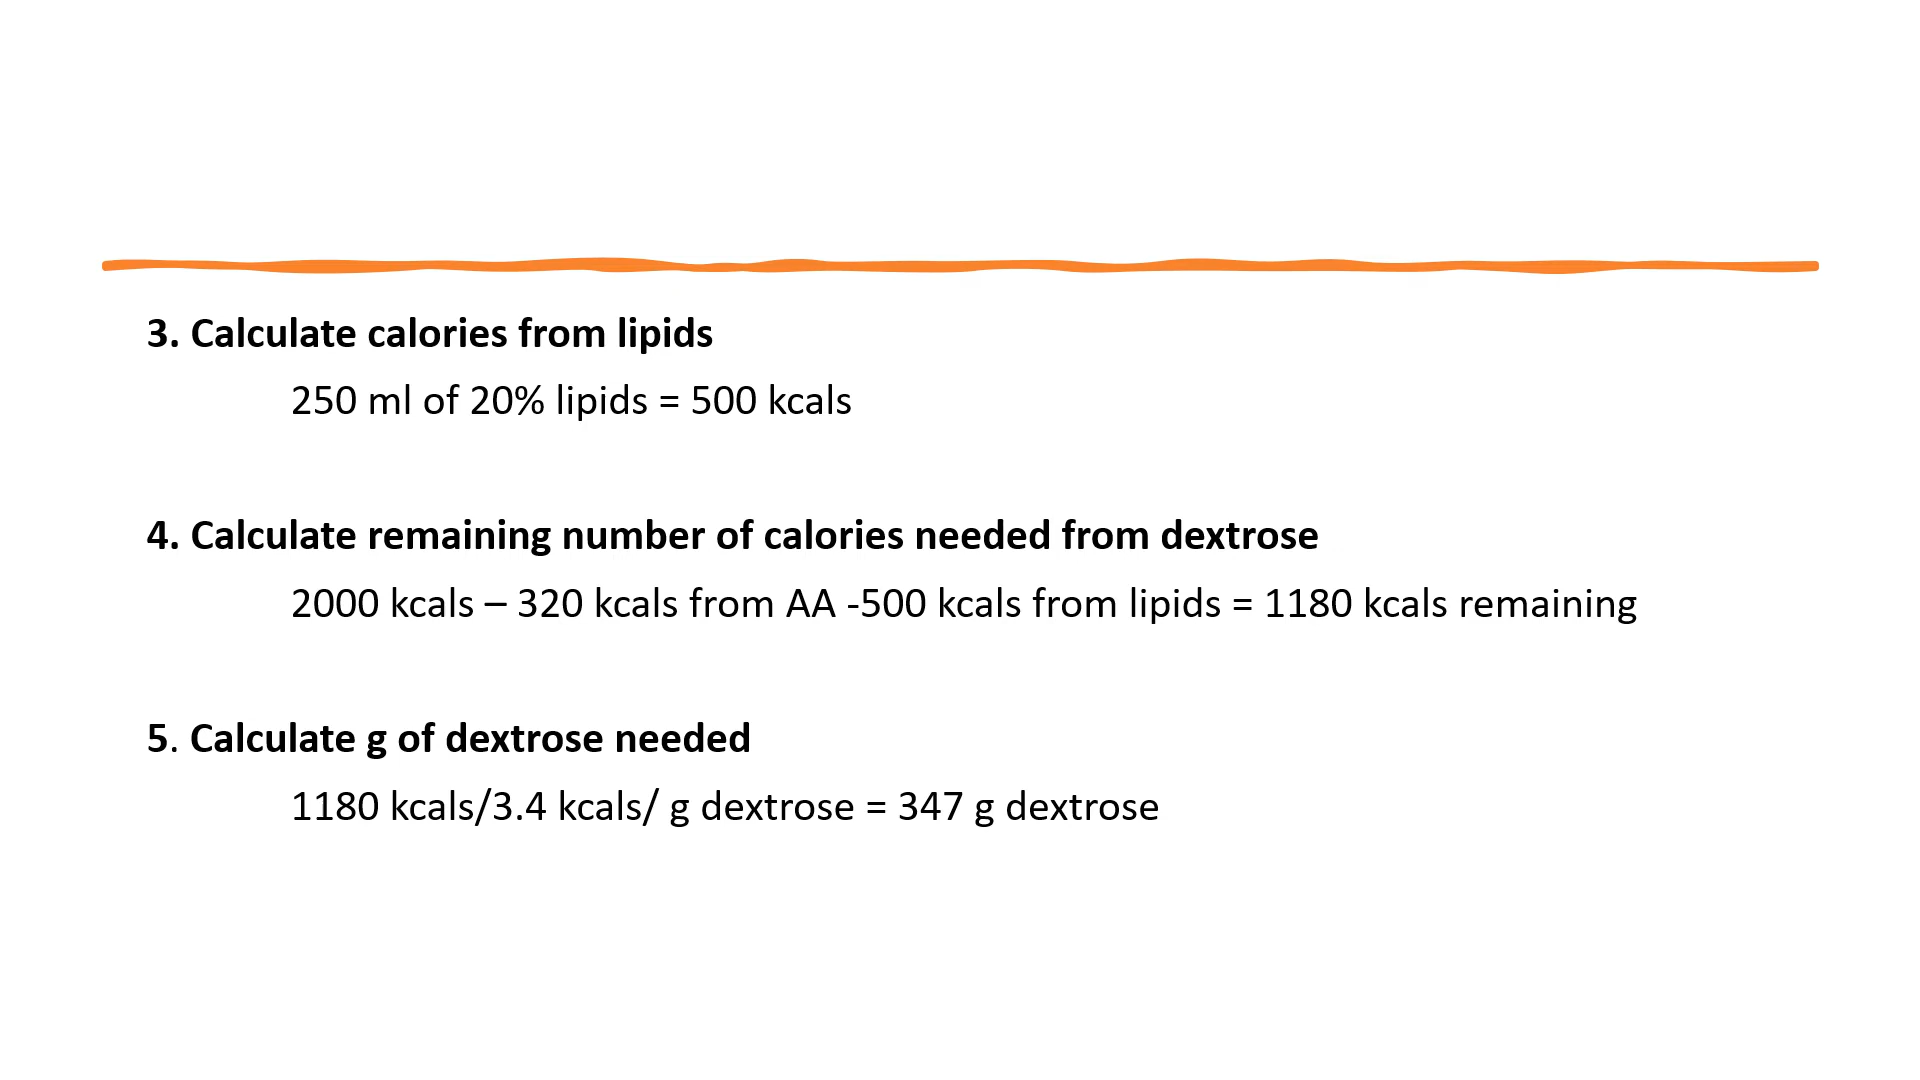 3. Calculate calories from lipids
250 ml of 20% lipids = 500 kcals
4. Calculate remaining number of calories needed from dextrose
2000 kcals – 320 kcals from AA -500 kcals from lipids = 1180 kcals remaining
5. Calculate g of dextrose needed
1180 kcals/3.4 kcals/ g dextrose = 347 g dextrose